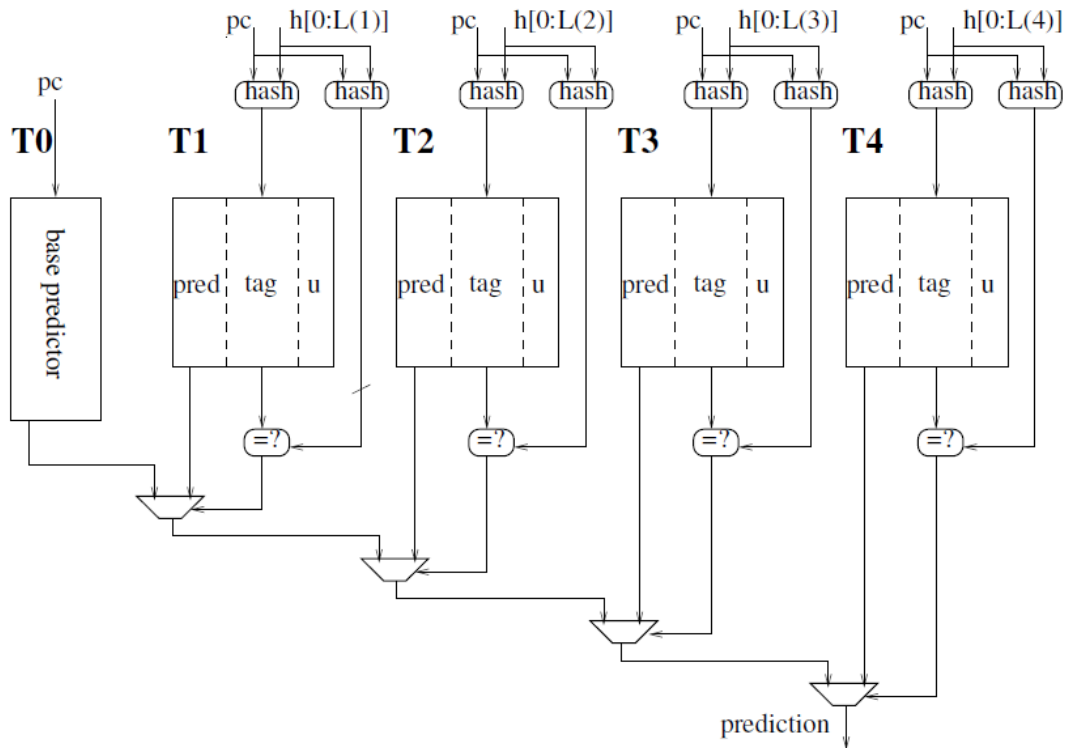 pc h[0:L(1)] pc h[0:L(2)] pc h[0:L(3)] pc h[0:L(4)]
pc
hash hash hash hash hash hash hash hash
T0 T1 T2 T3 T4
base predictor
pred tag u pred tag u pred tag u pred tag u
=? =? =? =?
prediction